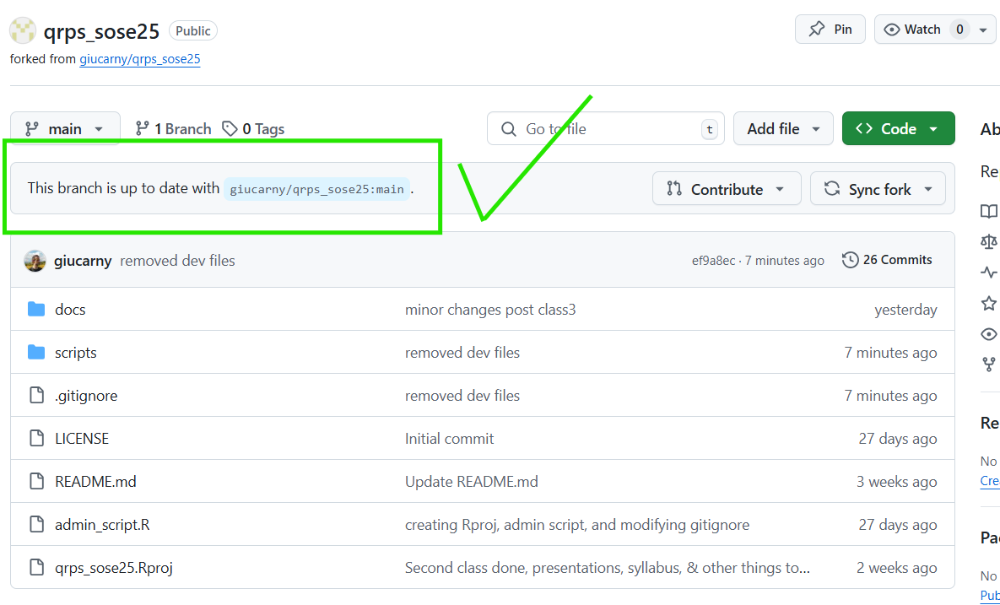 qrps_sose25 Public Pin Watch 0
forked from giucarny/qrps_sose25
main 1 Branch 0 Tags Go to file t Add file Code
This branch is up to date with giucarny/qrps_sose25:main . Contribute Sync fork
giucarny removed dev files ef9a8ec · 7 minutes ago 26 Commits
docs minor changes post class3 yesterday
scripts removed dev files 7 minutes ago
.gitignore removed dev files 7 minutes ago
LICENSE Initial commit 27 days ago
README.md Update README.md 3 weeks ago
admin_script.R creating Rproj, admin script, and modifying gitignore 27 days ago
qrps_sose25.Rproj Second class done, presentations, syllabus, & other things to... 2 weeks ago
Ab
Re
Re
No
Cre
Pa
No
Pub